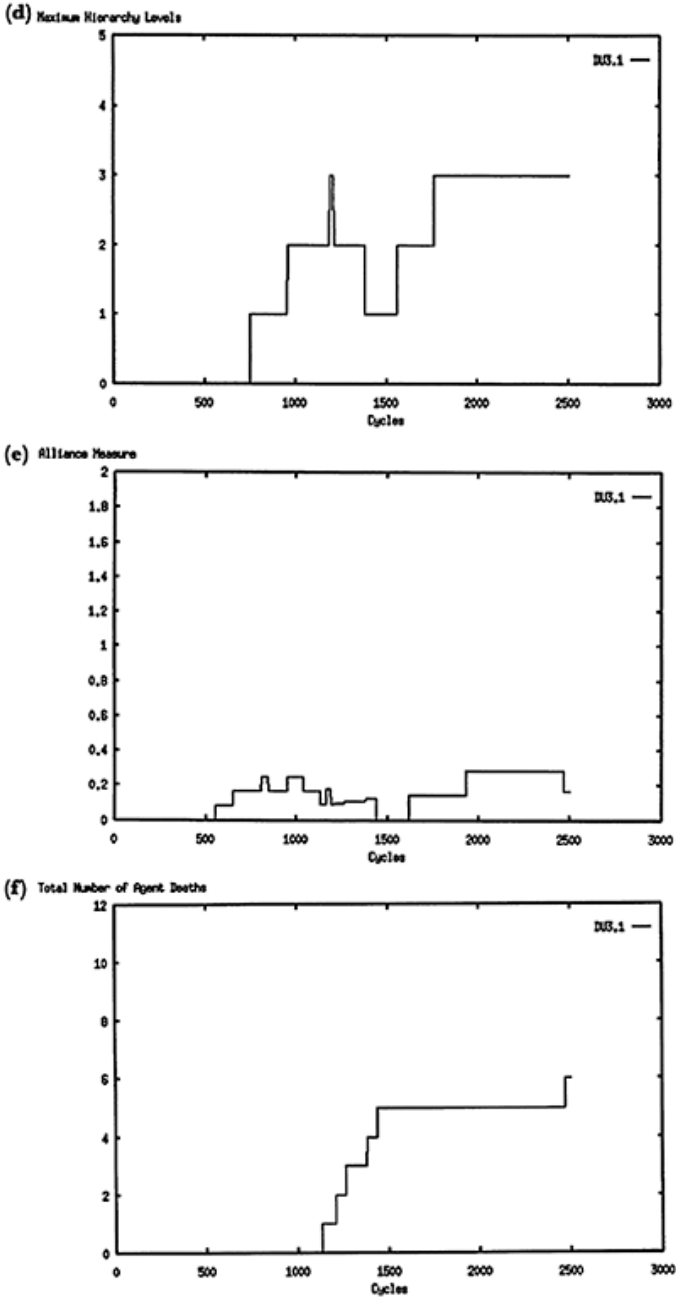 (d) Maximum Hierarchy Levels
5
DU3.1
4
3
2
1
0
0 500 1000 1500 2000 2500 3000
Cycles
(e) Alliance Measure
2
DU3.1
1.8
1.6
1.4
1.2
1
0.8
0.6
0.4
0.2
0
0 500 1000 1500 2000 2500 3000
Cycles
(f) Total Number of Agent Deaths
12
DU3.1
10
8
6
4
2
0
0 500 1000 1500 2000 2500 3000
Cycles